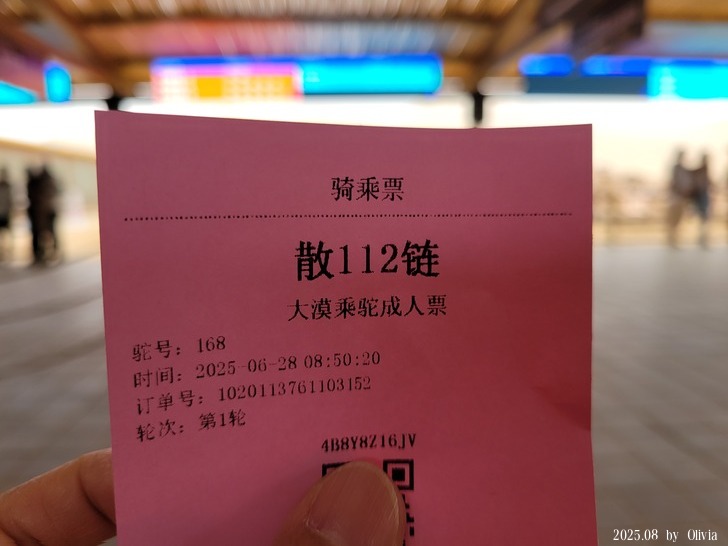 骑乘票
散112链
大漠乘驼成人票
驼号：168
时间：2025-06-28 08:50:20
订单号：1020113761103152
轮次：第1轮
4B8Y8Z16JV
2025.08 by Olivia